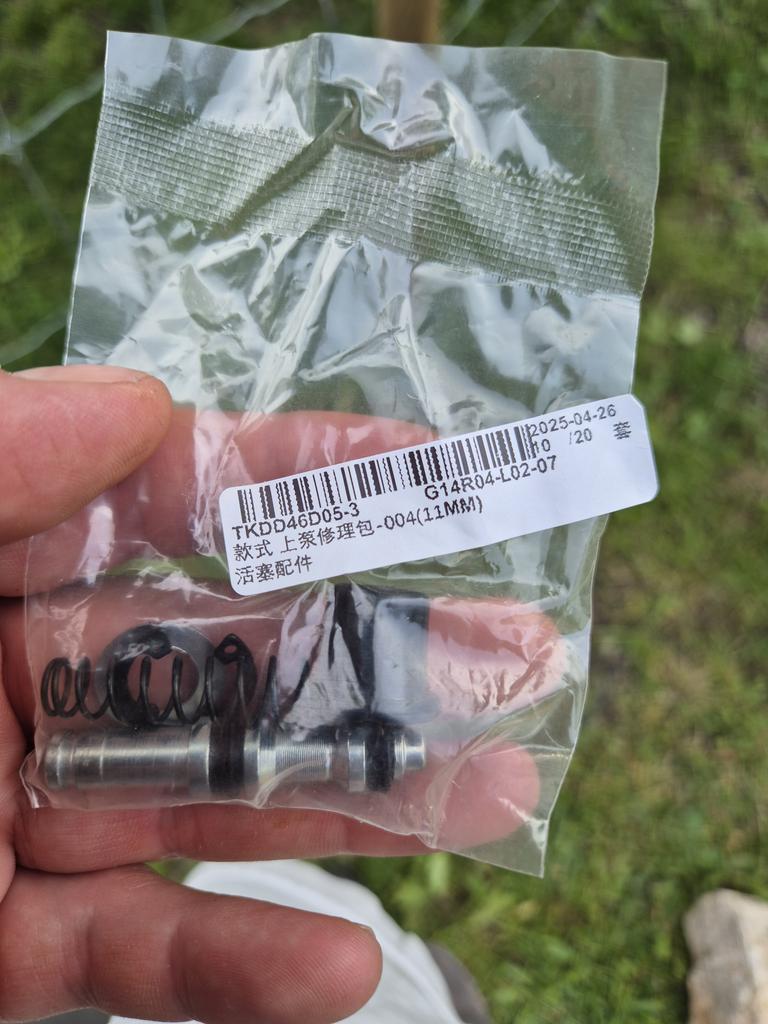 2025-04-26
10 /20 套
G14R04-L02-07
TKDD46D05-3
款式 上泵修理包-004(11MM)
活塞配件